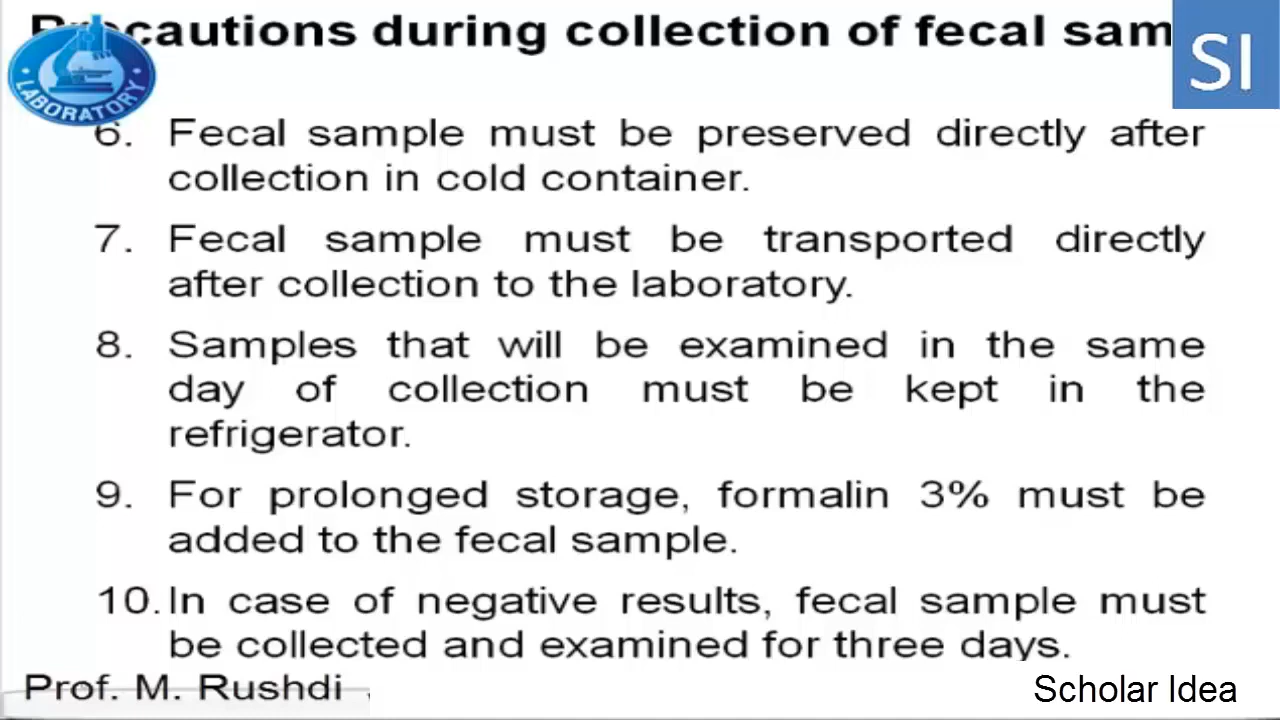 Precautions during collection of fecal sam
SI
LABORATORY
6. Fecal sample must be preserved directly after
collection in cold container.
7. Fecal sample must be transported directly
after collection to the laboratory.
8. Samples that will be examined in the same
day of collection must be kept in the
refrigerator.
9. For prolonged storage, formalin 3% must be
added to the fecal sample.
10. In case of negative results, fecal sample must
be collected and examined for three days.
Prof. M. Rushdi
Scholar Idea